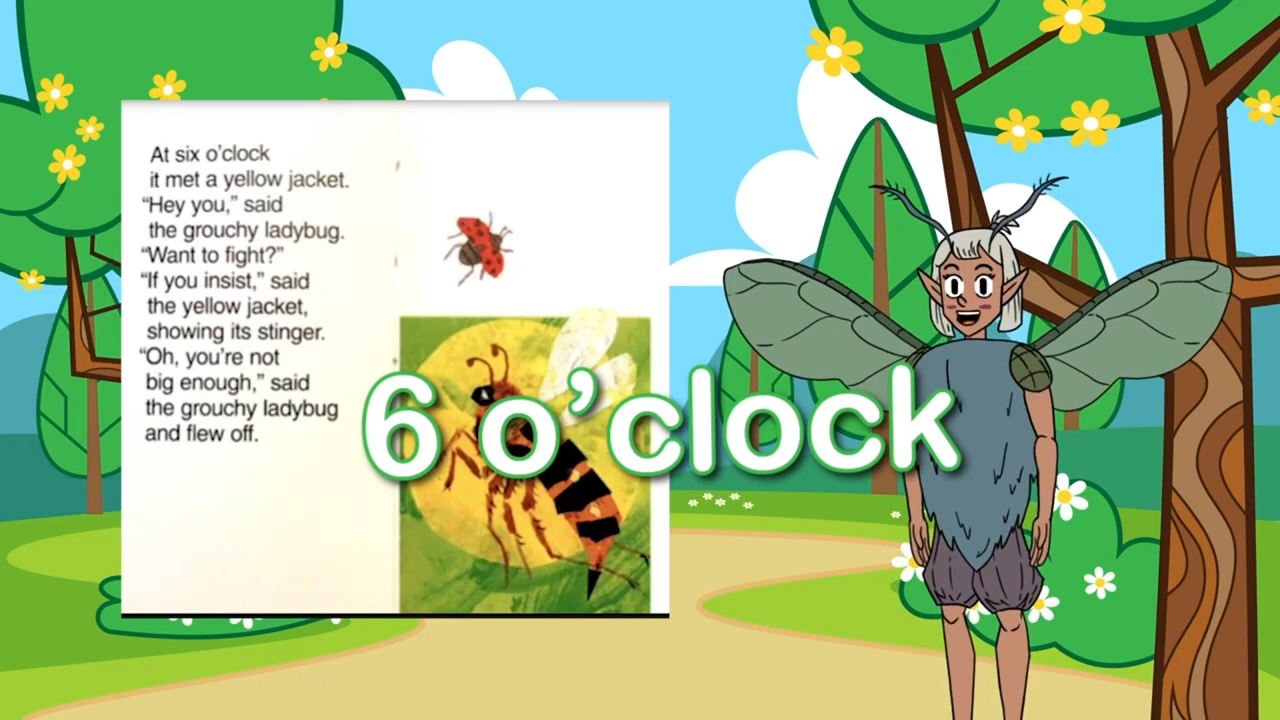 At six o’clock
it met a yellow jacket.
“Hey you,” said
the grouchy ladybug.
“Want to fight?”
“If you insist,” said
the yellow jacket,
showing its stinger.
“Oh, you’re not
big enough,” said
the grouchy ladybug
and flew off.
6 o’clock